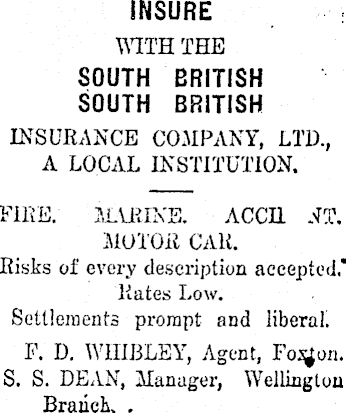 INSURE
WITH THE
SOUTH BRITISH
SOUTH BRITISH
INSURANCE COMPANY, LTD.,
A LOCAL INSTITUTION.
FIRE. MARINE. ACCIDENT.
MOTOR CAR.
Risks of every description accepted.
Rates Low.
Settlements prompt and liberal.
F. D. WHIBLEY, Agent, Foxton.
S. S. DEAN, Manager, Wellington
Branch.